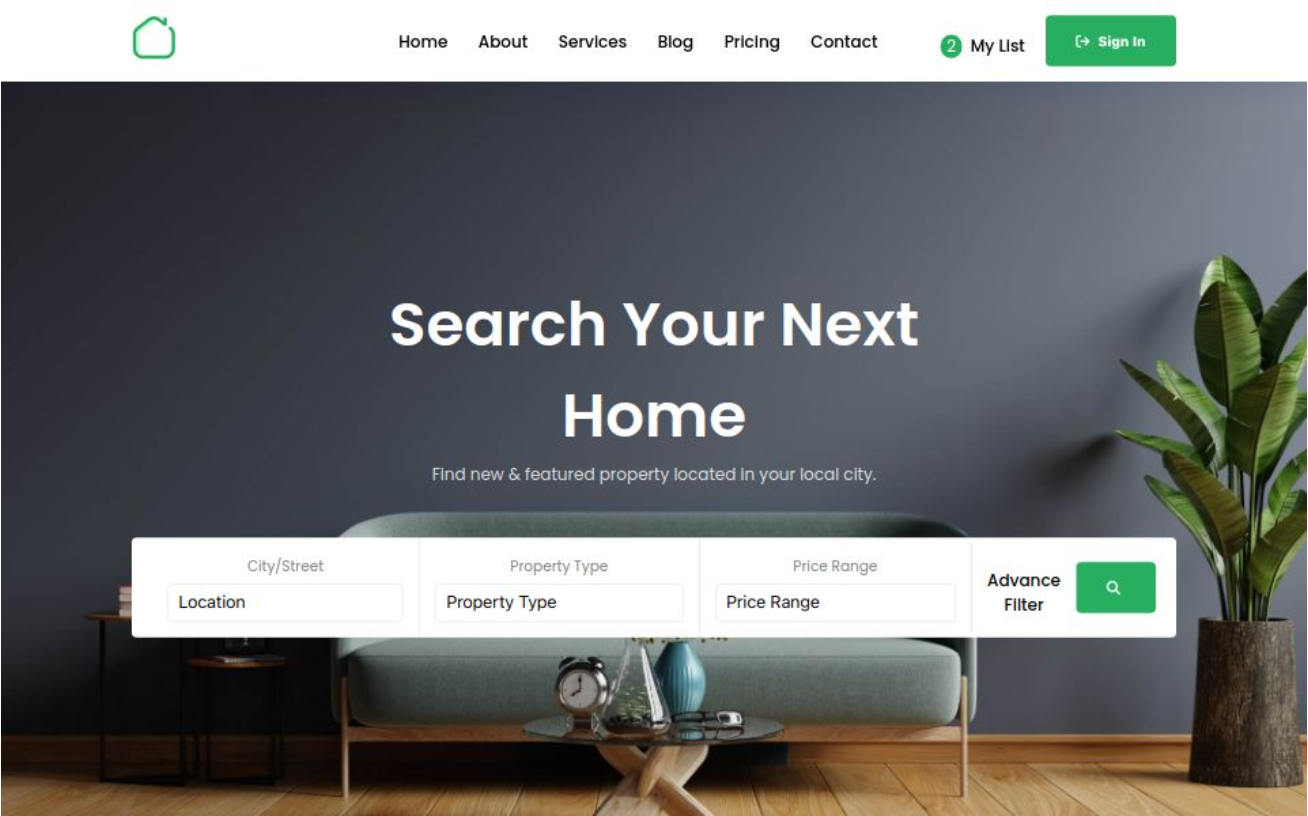 Home About Services Blog Pricing Contact 2 My List Sign In
Search Your Next
Home
Find new & featured property located in your local city.
City/Street Property Type Price Range
Location Property Type Price Range
Advance
Filter